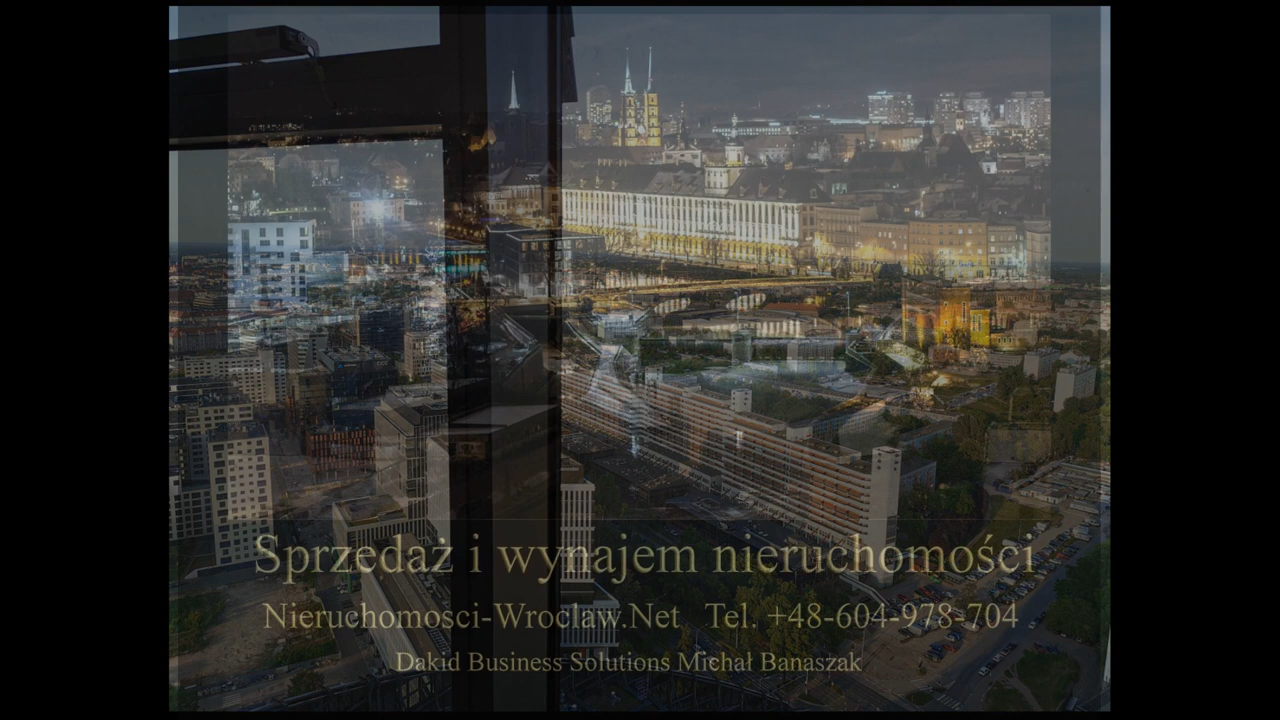 Sprzedaż i wynajem nieruchomości
Nieruchomosci-Wroclaw.Net Tel. +48-604-978-704
Dakid Business Solutions Michał Banaszak